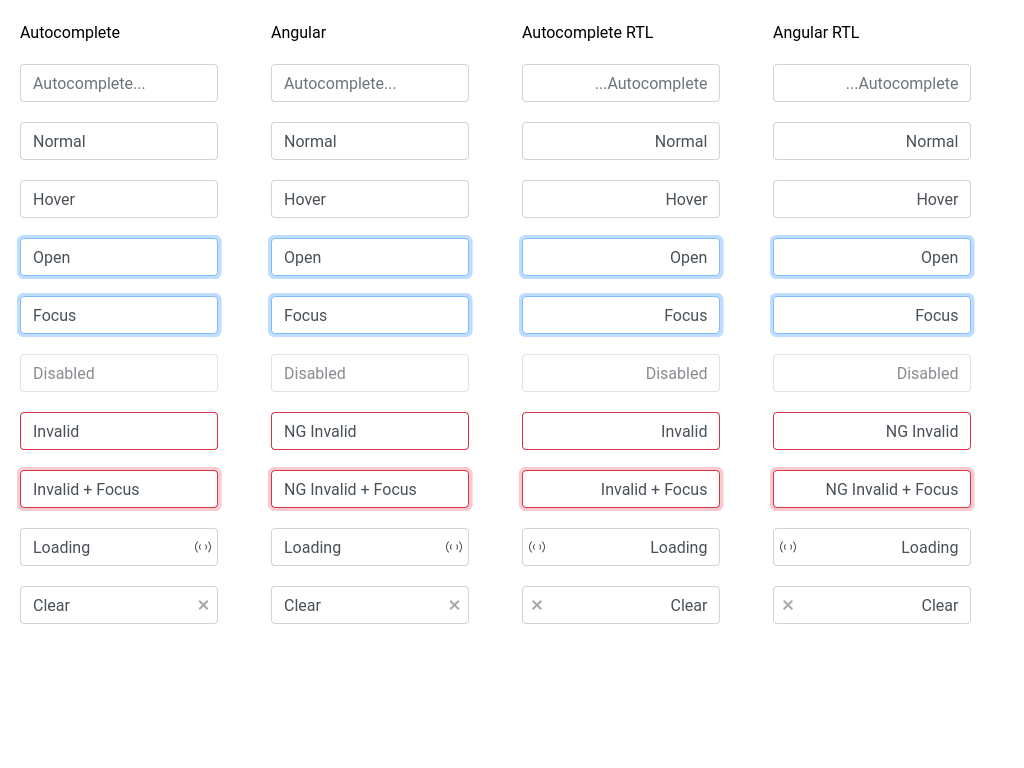 Autocomplete Angular Autocomplete RTL Angular RTL
Autocomplete... Autocomplete... ...Autocomplete ...Autocomplete
Normal Normal Normal Normal
Hover Hover Hover Hover
Open Open Open Open
Focus Focus Focus Focus
Disabled Disabled Disabled Disabled
Invalid NG Invalid Invalid NG Invalid
Invalid + Focus NG Invalid + Focus Invalid + Focus NG Invalid + Focus
Loading Loading Loading Loading
Clear Clear Clear Clear